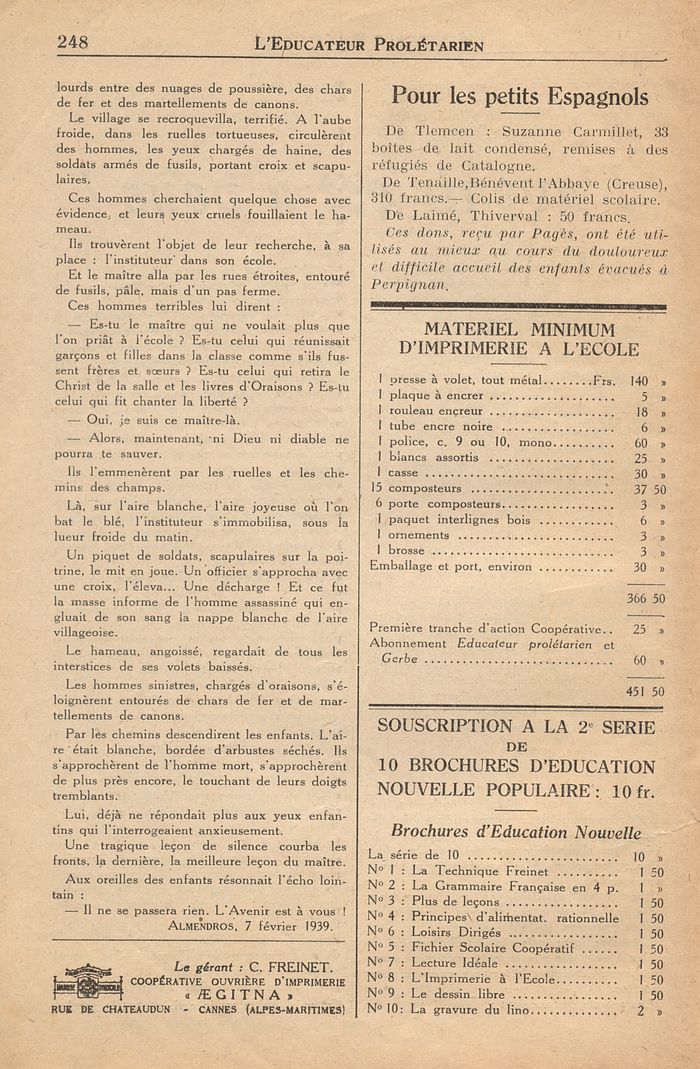 248
L'EDUCATEUR PROLÉTARIEN
lourds entre des nuages de poussière, des chars
de fer et des martellements de canons.
Le village se recroquevilla, terrifié. A l'aube
froide, dans les ruelles tortueuses, circulèrent
des hommes, les yeux chargés de haine, des
soldats armés de fusils, portant croix et scapu-
laires.
Ces hommes cherchaient quelque chose avec
évidence, et leurs yeux cruels fouillaient le ha-
meau.
Ils trouvèrent l'objet de leur recherche, à sa
place : l'instituteur dans son école.
Et le maître alla par les rues étroites, entouré
de fusils, pâle, mais d'un pas ferme.
Ces hommes terribles lui dirent :
— Es-tu le maître qui ne voulait plus que
l'on priât à l'école ? Es-tu celui qui réunissait
garçons et filles dans la classe comme s'ils fus-
sent frères et sœurs ? Es-tu celui qui retira le
Christ de la salle et les livres d'Oraisons ? Es-tu
celui qui fit chanter la liberté ?
— Oui, je suis ce maître-là.
— Alors, maintenant, ni Dieu ni diable ne
pourra te sauver.
Ils l'emmenèrent par les ruelles et les che-
mins des champs.
Là, sur l'aire blanche, l'aire joyeuse où l'on
bat le blé, l'instituteur s'immobilisa, sous la
lueur froide du matin.
Un piquet de soldats, scapulaires sur la poi-
trine, le mit en joue. Un officier s'approcha avec
une croix, l'éleva... Une décharge ! Et ce fut
la masse informe de l'homme assassiné qui en-
gluait de son sang la nappe blanche de l'aire
villageoise.
Le hameau, angoissé, regardait de tous les
interstices de ses volets baissés.
Les hommes sinistres, chargés d'oraisons, s'é-
loignèrent entourés de chars de fer et de mar-
tellements de canons.
Par les chemins descendirent les enfants. L'ai-
re était blanche, bordée d'arbustes séchés. Ils
s'approchèrent de l'homme mort, s'approchèrent
de plus près encore, le touchant de leurs doigts
tremblants.
Lui, déjà ne répondait plus aux yeux enfan-
tins qui l'interrogeaient anxieusement.
Une tragique leçon de silence courba les
fronts, la dernière, la meilleure leçon du maître.
Aux oreilles des enfants résonnait l'écho loin-
tain :
— Il ne se passera rien. L'Avenir est à vous !
ALMENDROS, 7 février 1939.
Le gérant : C. FREINET.
COOPÉRATIVE OUVRIÈRE D'IMPRIMERIE
« ÆGITNA »
RUE DE CHATEAUDUN - CANNES (ALPES-MARITIMES)
Pour les petits Espagnols
De Tlemcen : Suzanne Carmillet, 33
boîtes de lait condensé, remises à des
réfugiés de Catalogne.
De Tenaille, Bénévent l'Abbaye (Creuse),
310 francs.— Colis de matériel scolaire.
De Laimé, Thiverval : 50 francs.
Ces dons, reçu par Pagès, ont été uti-
lisés au mieux au cours du douloureux
et difficile accueil des enfants évacués à
Perpignan.
MATERIEL MINIMUM
D'IMPRIMERIE A L'ECOLE
1 presse à volet, tout métal........Frs. 140 »
1 plaque à encrer .................. 5 »
1 rouleau encreur .................. 18 »
1 tube encre noire .................. 6 »
1 police, c. 9 ou 10, mono.......... 60 »
1 blancs assortis .................. 25 »
1 casse .................. 30 »
15 composteurs .................. 37 50
6 porte composteurs.................. 3 »
1 paquet interlignes bois ............ 6 »
1 ornements .................. 3 »
1 brosse .................. 3 »
Emballage et port, environ ............ 30 »
366 50
Première tranche d'action Coopérative.. 25 »
Abonnement Educateur prolétarien et
Gerbe .................. 60 »
451 50
SOUSCRIPTION A LA 2e SERIE
DE
10 BROCHURES D'EDUCATION
NOUVELLE POPULAIRE : 10 fr.
Brochures d'Education Nouvelle
La série de 10 .................. 10 »
No 1 : La Technique Freinet .......... 1 50
No 2 : La Grammaire Française en 4 p. 1 »
No 3 : Plus de leçons .................. 1 50
No 4 : Principes d'alimentat. rationnelle 1 50
No 6 : Loisirs Dirigés .................. 1 50
No 5 : Fichier Scolaire Coopératif ...... 1 50
No 7 : Lecture Idéale .................. 1 50
No 8 : L'Imprimerie à l'Ecole.......... 1 50
No 9 : Le dessin libre .................. 1 50
No 10: La gravure du lino.............. 2 »